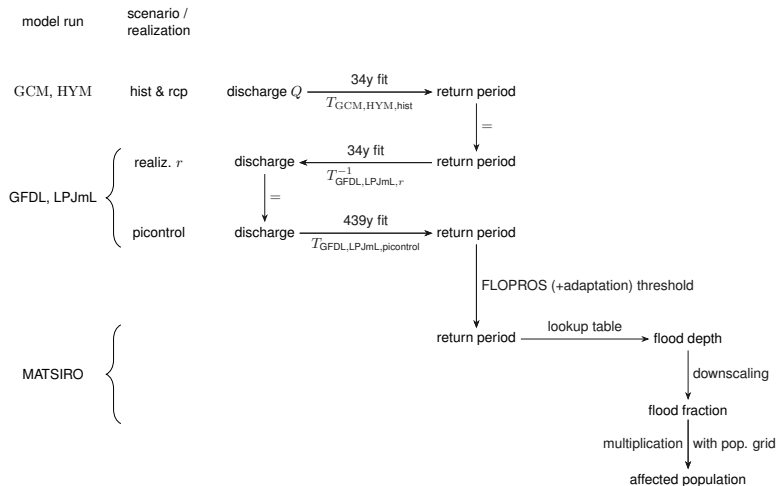 model run
scenario /
realization
GCM, HYM
hist & rcp
discharge Q
34y fit
T_GCM,HYM,hist
return period
=
GFDL, LPJmL
realiz. r
discharge
34y fit
T^{-1}_GFDL,LPJmL,r
return period
=
picontrol
discharge
439y fit
T_GFDL,LPJmL,picontrol
return period
FLOPROS (+adaptation) threshold
MATSIRO
return period
lookup table
flood depth
downscaling
flood fraction
multiplication with pop. grid
affected population